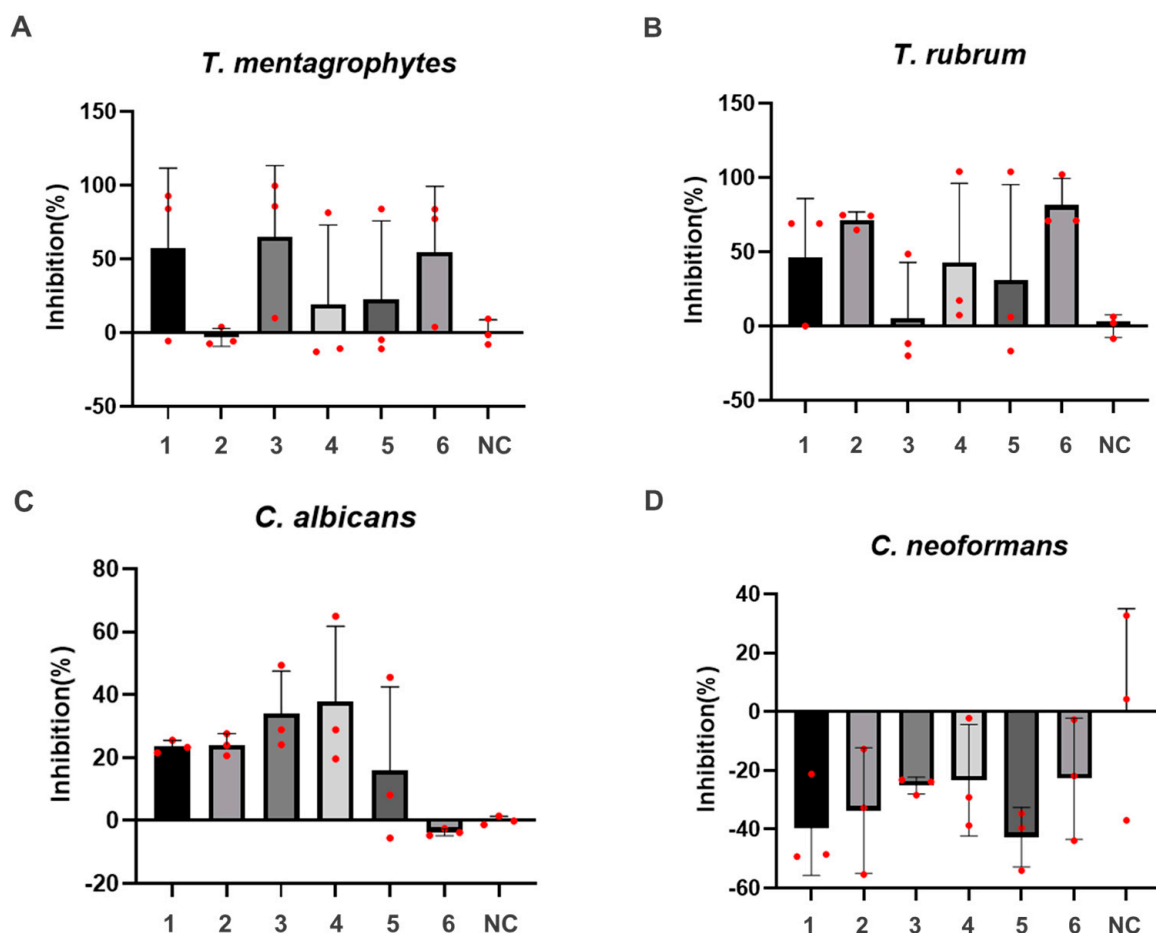 A
T. mentagrophytes
Inhibition(%)
150
100
50
0
-50
1 2 3 4 5 6 NC
B
T. rubrum
Inhibition(%)
150
100
50
0
-50
1 2 3 4 5 6 NC
C
C. albicans
Inhibition(%)
80
60
40
20
0
-20
1 2 3 4 5 6 NC
D
C. neoformans
Inhibition(%)
40
20
0
-20
-40
-60
1 2 3 4 5 6 NC